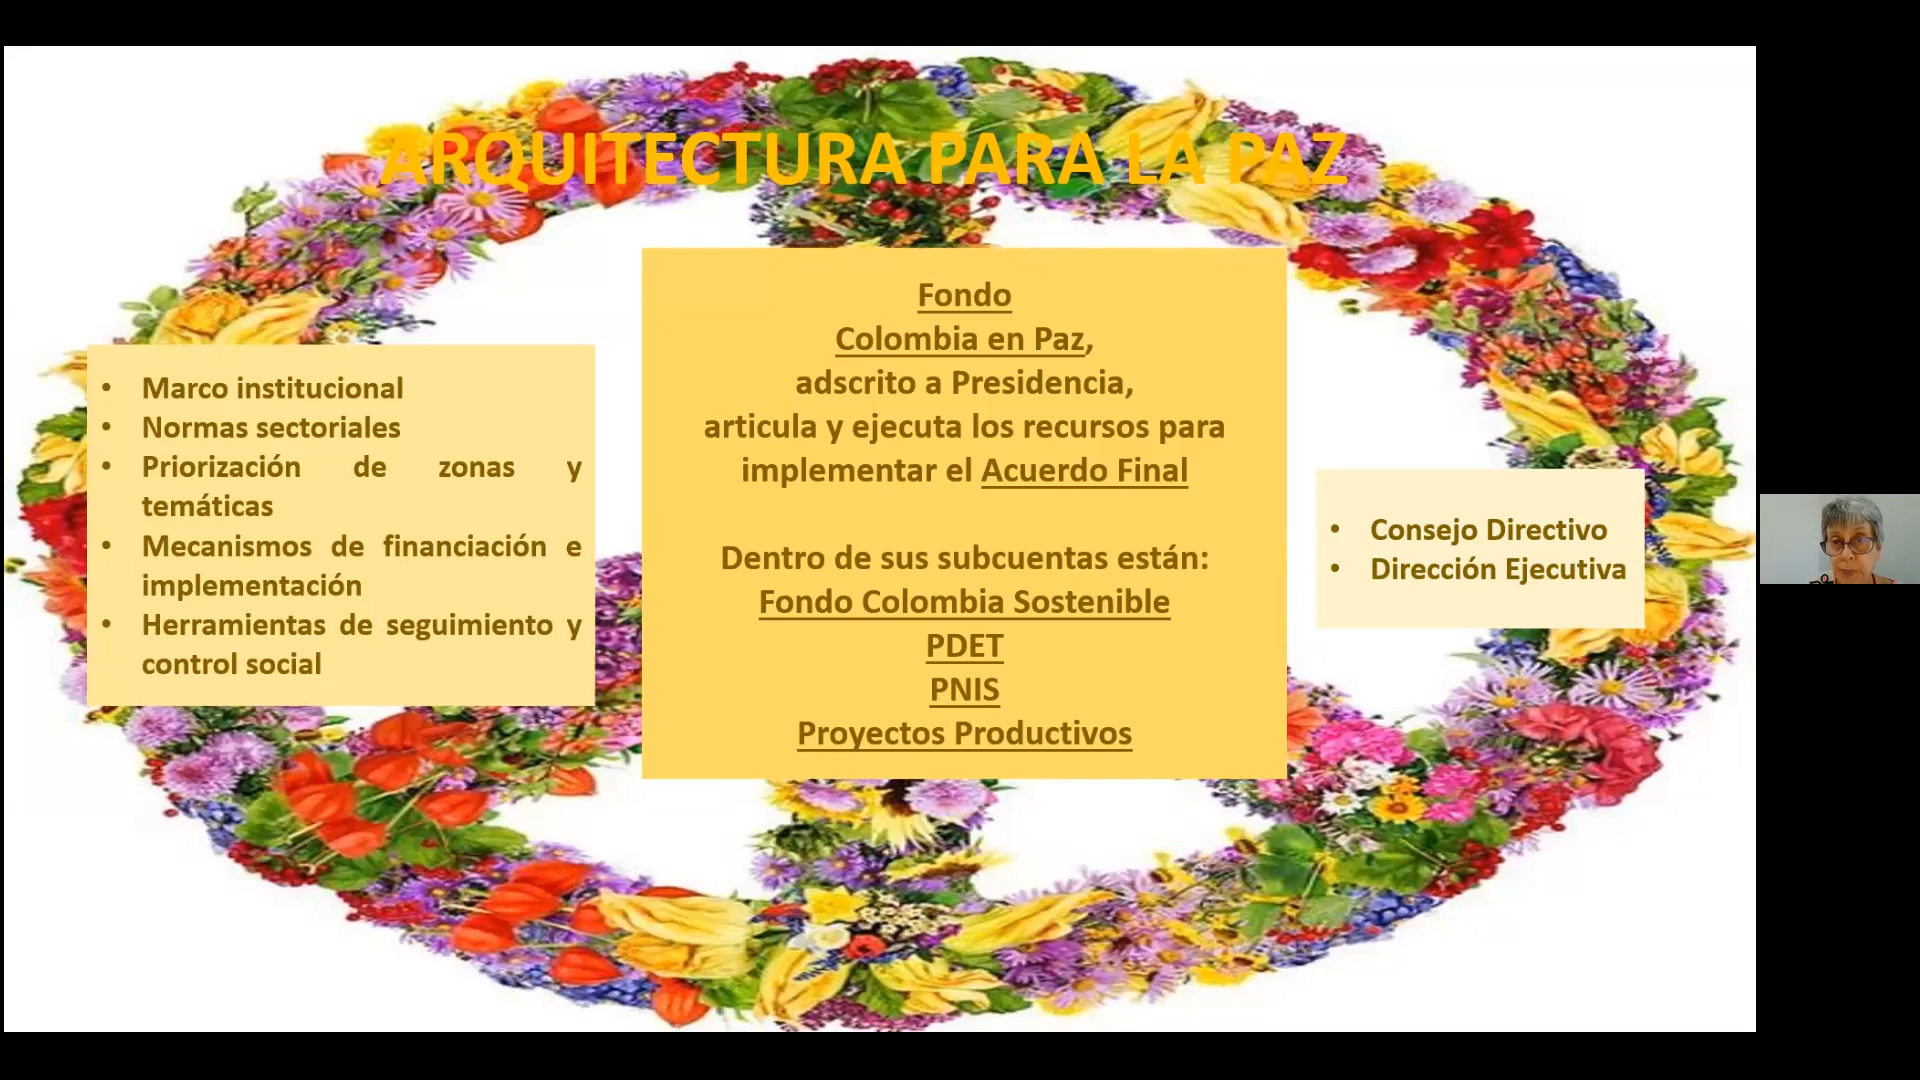 ARQUITECTURA PARA LA PAZ
• Marco institucional
• Normas sectoriales
• Priorización de zonas y
temáticas
• Mecanismos de financiación e
implementación
• Herramientas de seguimiento y
control social
Fondo
Colombia en Paz,
adscrito a Presidencia,
articula y ejecuta los recursos para
implementar el Acuerdo Final
Dentro de sus subcuentas están:
Fondo Colombia Sostenible
PDET
PNIS
Proyectos Productivos
• Consejo Directivo
• Dirección Ejecutiva